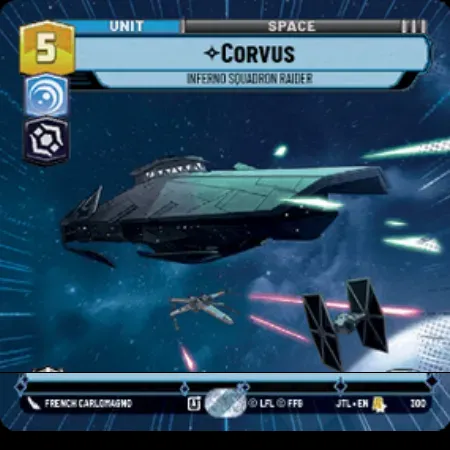 UNIT SPACE
5
CORVUS
INFERNO SQUADRON RAIDER
FRENCH CARLOMAGNO
© LFL © FFG
JTL • EN
300